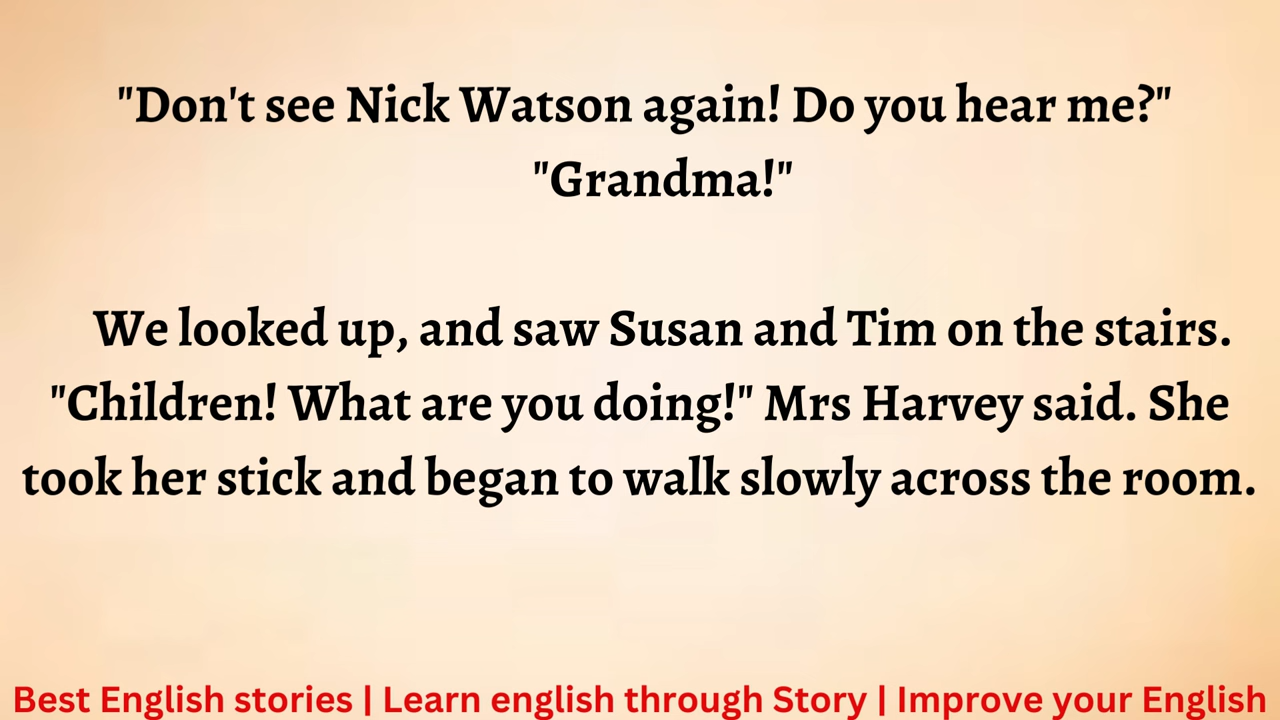 "Don't see Nick Watson again! Do you hear me?"
"Grandma!"
We looked up, and saw Susan and Tim on the stairs.
"Children! What are you doing!" Mrs Harvey said. She
took her stick and began to walk slowly across the room.
Best English stories | Learn english through Story | Improve your English